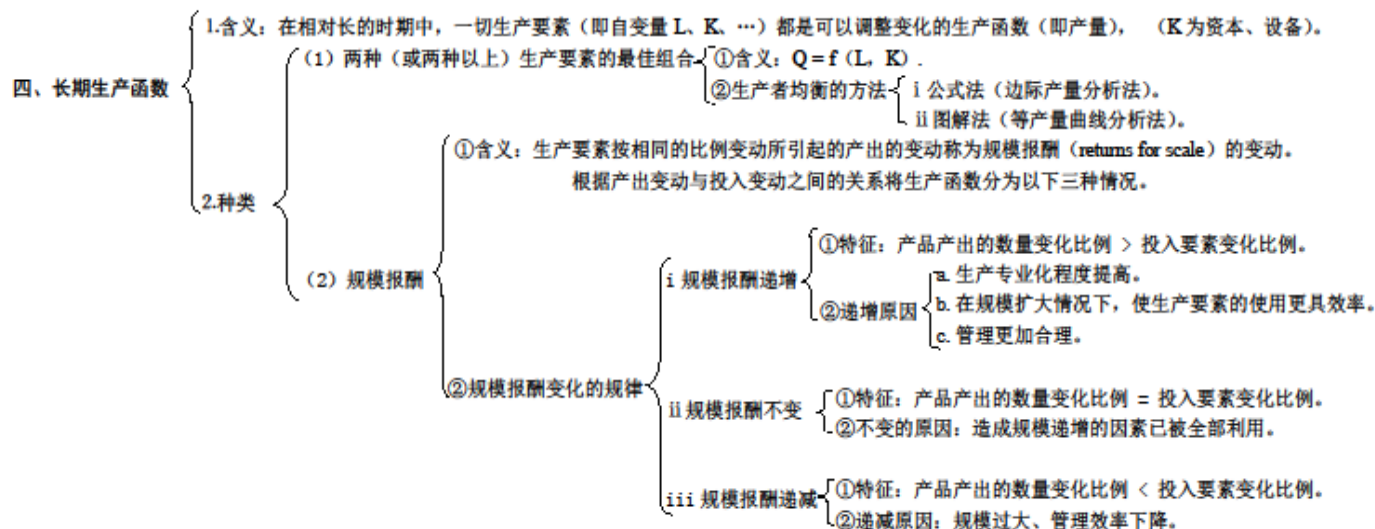 四、长期生产函数
1.含义：在相对长的时期中，一切生产要素（即自变量 L、K、…）都是可以调整变化的生产函数（即产量），　（K 为资本、设备）。
2.种类
（1）两种（或两种以上）生产要素的最佳组合
①含义：Q = f（L，K）.
②生产者均衡的方法
ⅰ公式法（边际产量分析法）。
ⅱ图解法（等产量曲线分析法）。
（2）规模报酬
①含义：生产要素按相同的比例变动所引起的产出的变动称为规模报酬（returns for scale）的变动。
根据产出变动与投入变动之间的关系将生产函数分为以下三种情况。
②规模报酬变化的规律
ⅰ规模报酬递增
①特征：产品产出的数量变化比例 > 投入要素变化比例。
②递增原因
a. 生产专业化程度提高。
b. 在规模扩大情况下，使生产要素的使用更具效率。
c. 管理更加合理。
ⅱ规模报酬不变
①特征：产品产出的数量变化比例 = 投入要素变化比例。
②不变的原因：造成规模递增的因素已被全部利用。
iii 规模报酬递减
①特征：产品产出的数量变化比例 < 投入要素变化比例。
②递减原因：规模过大、管理效率下降。